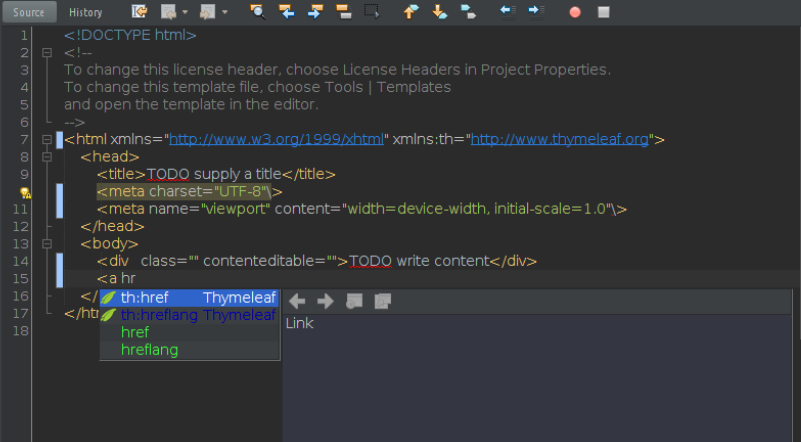 Source History
1 <!DOCTYPE html>
2 <!--
3 To change this license header, choose License Headers in Project Properties.
4 To change this template file, choose Tools | Templates
5 and open the template in the editor.
6 -->
7 <html xmlns="http://www.w3.org/1999/xhtml" xmlns:th="http://www.thymeleaf.org">
8 <head>
9 <title>TODO supply a title</title>
<meta charset="UTF-8"\>
11 <meta name="viewport" content="width=device-width, initial-scale=1.0"\>
12 </head>
13 <body>
14 <div class="" contenteditable="">TODO write content</div>
15 <a hr
16 </
17 </ht
18
th:href Thymeleaf
th:hreflang Thymeleaf
href
hreflang
Link